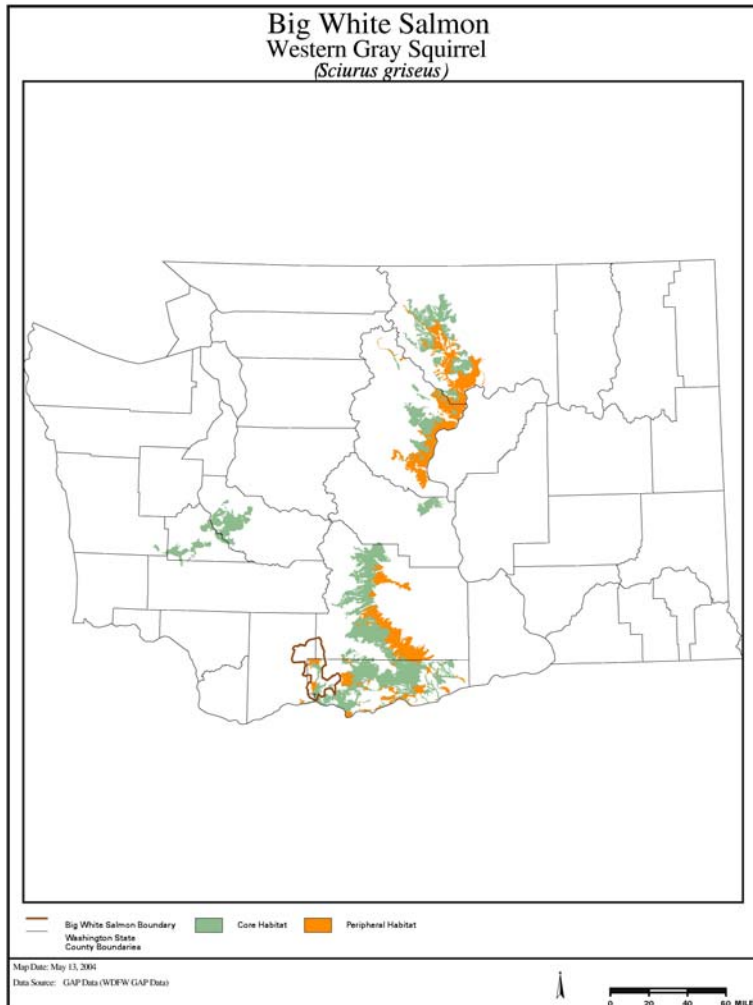 Big White Salmon
Western Gray Squirrel
(Sciurus griseus)
Big White Salmon Boundary
Core Habitat
Peripheral Habitat
Washington State
County Boundaries
Map Date: May 13, 2004
Data Source: GAP Data (WDFW GAP Data)
0 20 40 60 MILES